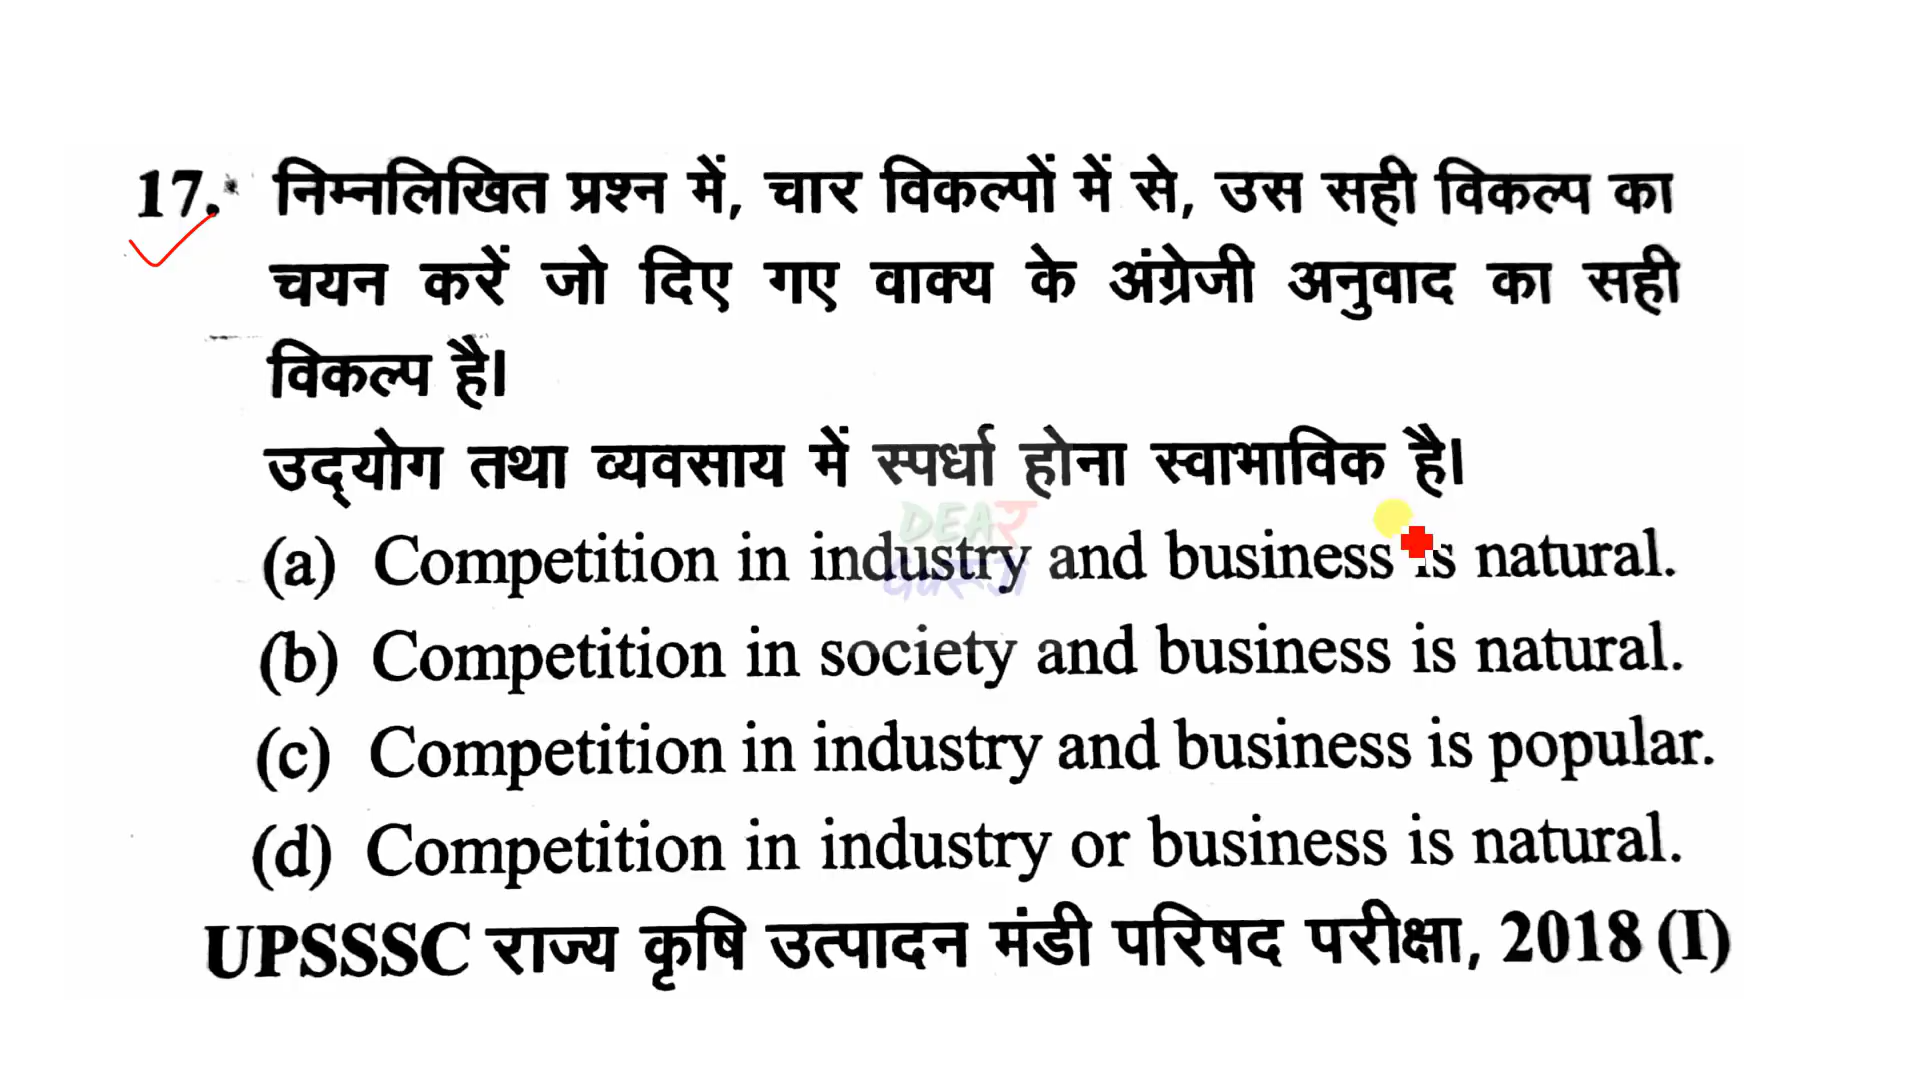 17. निम्नलिखित प्रश्न में, चार विकल्पों में से, उस सही विकल्प का
चयन करें जो दिए गए वाक्य के अंग्रेजी अनुवाद का सही
विकल्प है।
उद्‌योग तथा व्यवसाय में स्पर्धा होना स्वाभाविक है।
DEAR
गुरूजी
(a) Competition in industry and business is natural.
(b) Competition in society and business is natural.
(c) Competition in industry and business is popular.
(d) Competition in industry or business is natural.
UPSSSC राज्य कृषि उत्पादन मंडी परिषद परीक्षा, 2018 (I)